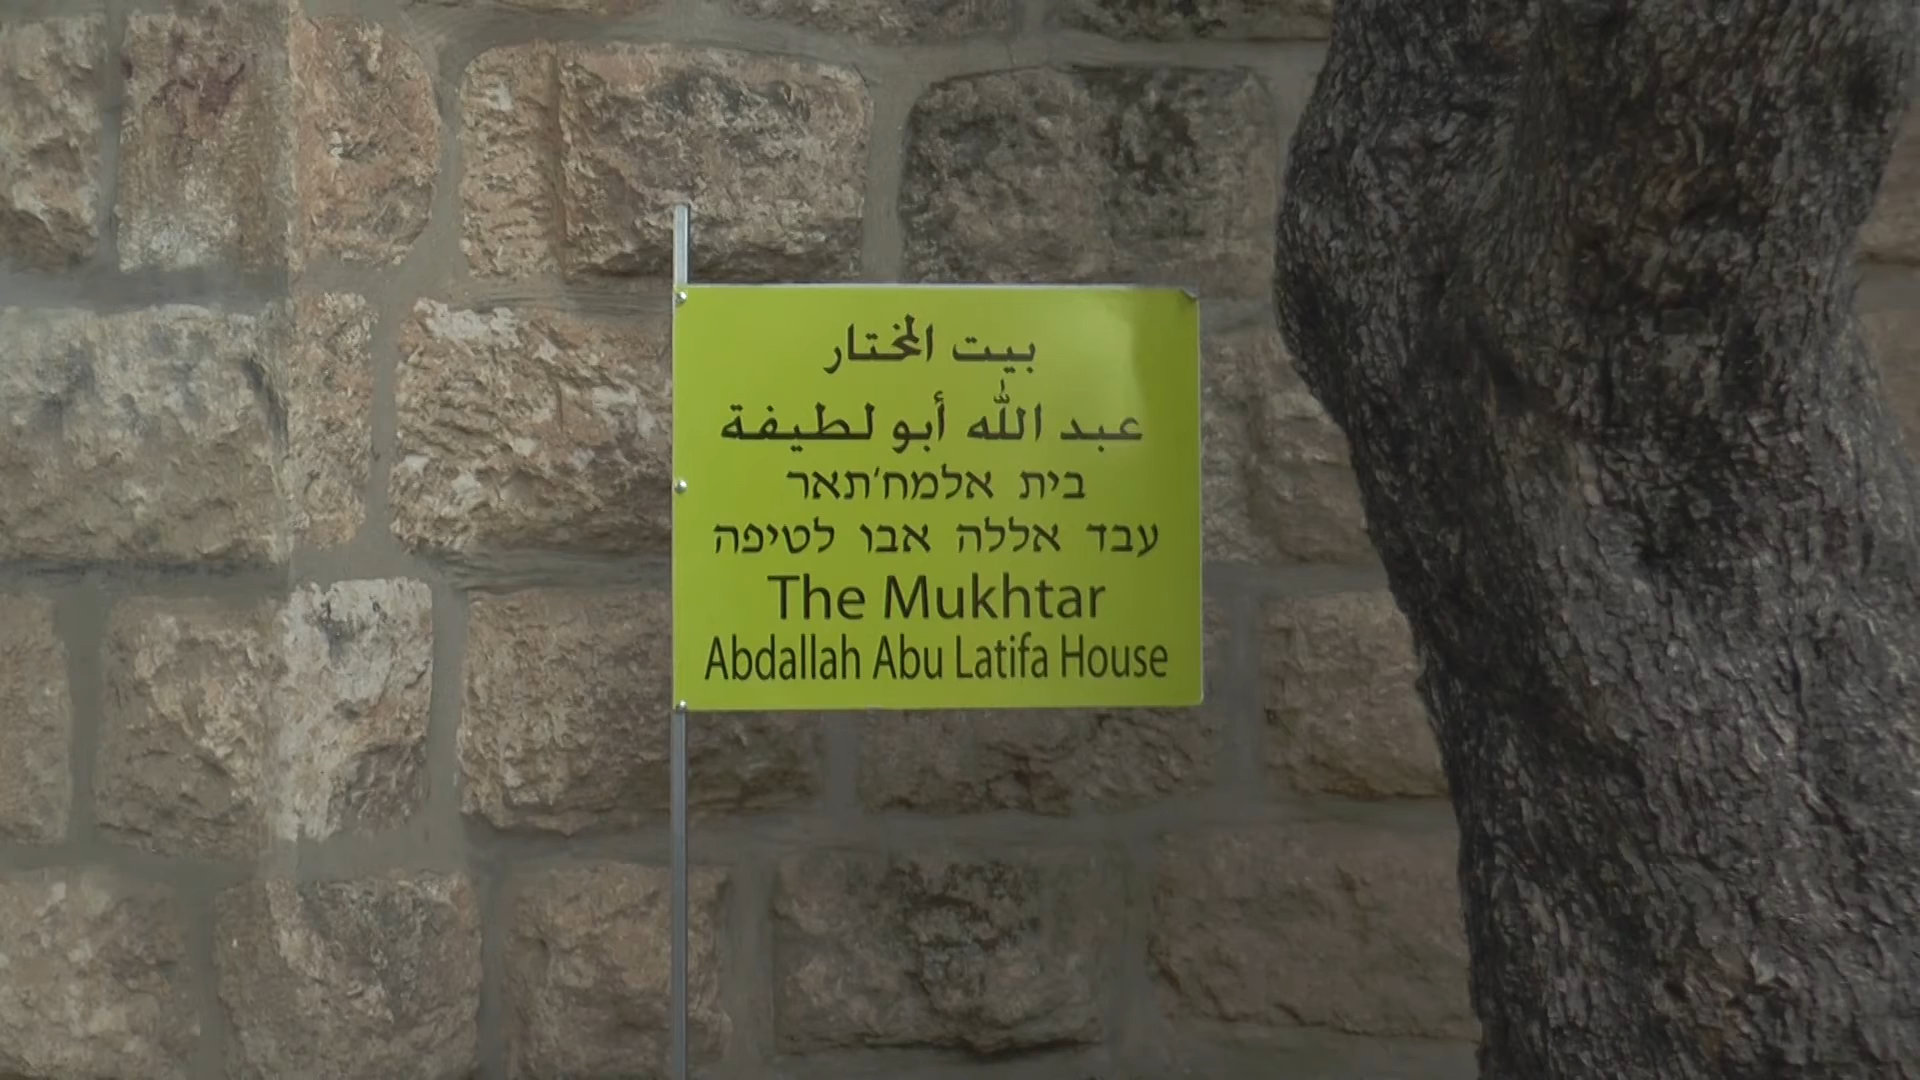 بيت المختار
عبد الله أبو لطيفة
בית אלמח'תאר
עבד אללה אבו לטיפה
The Mukhtar
Abdallah Abu Latifa House